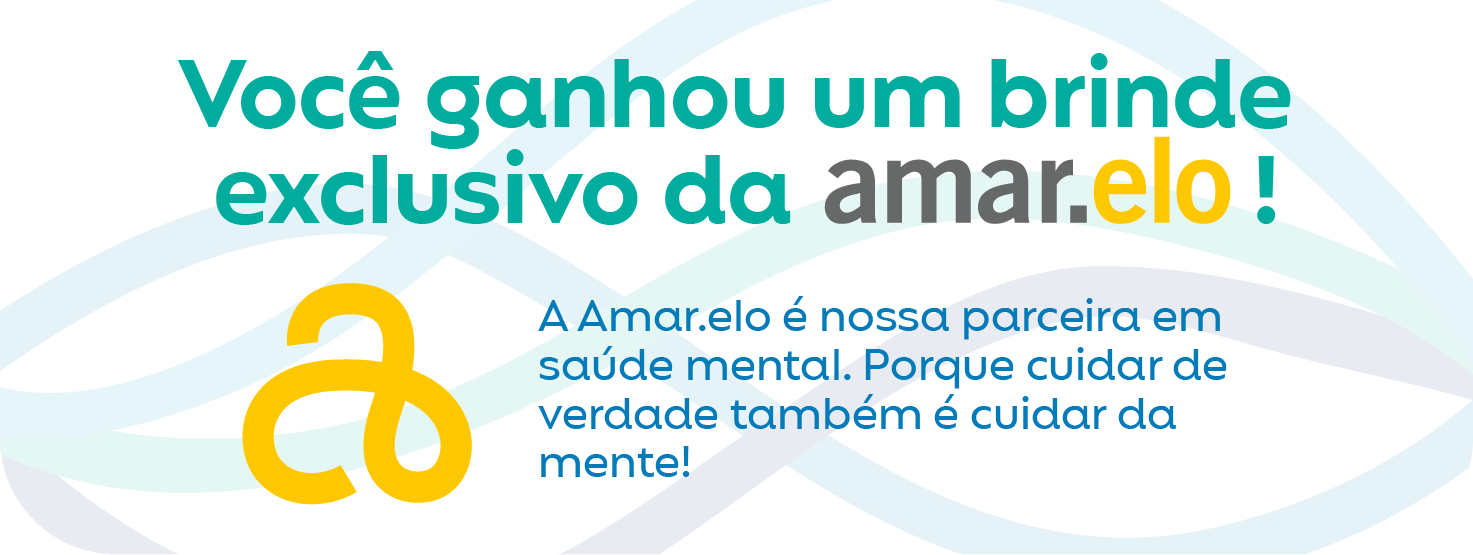 Você ganhou um brinde
exclusivo da amar.elo !
A Amar.elo é nossa parceira em
saúde mental. Porque cuidar de
verdade também é cuidar da
mente!